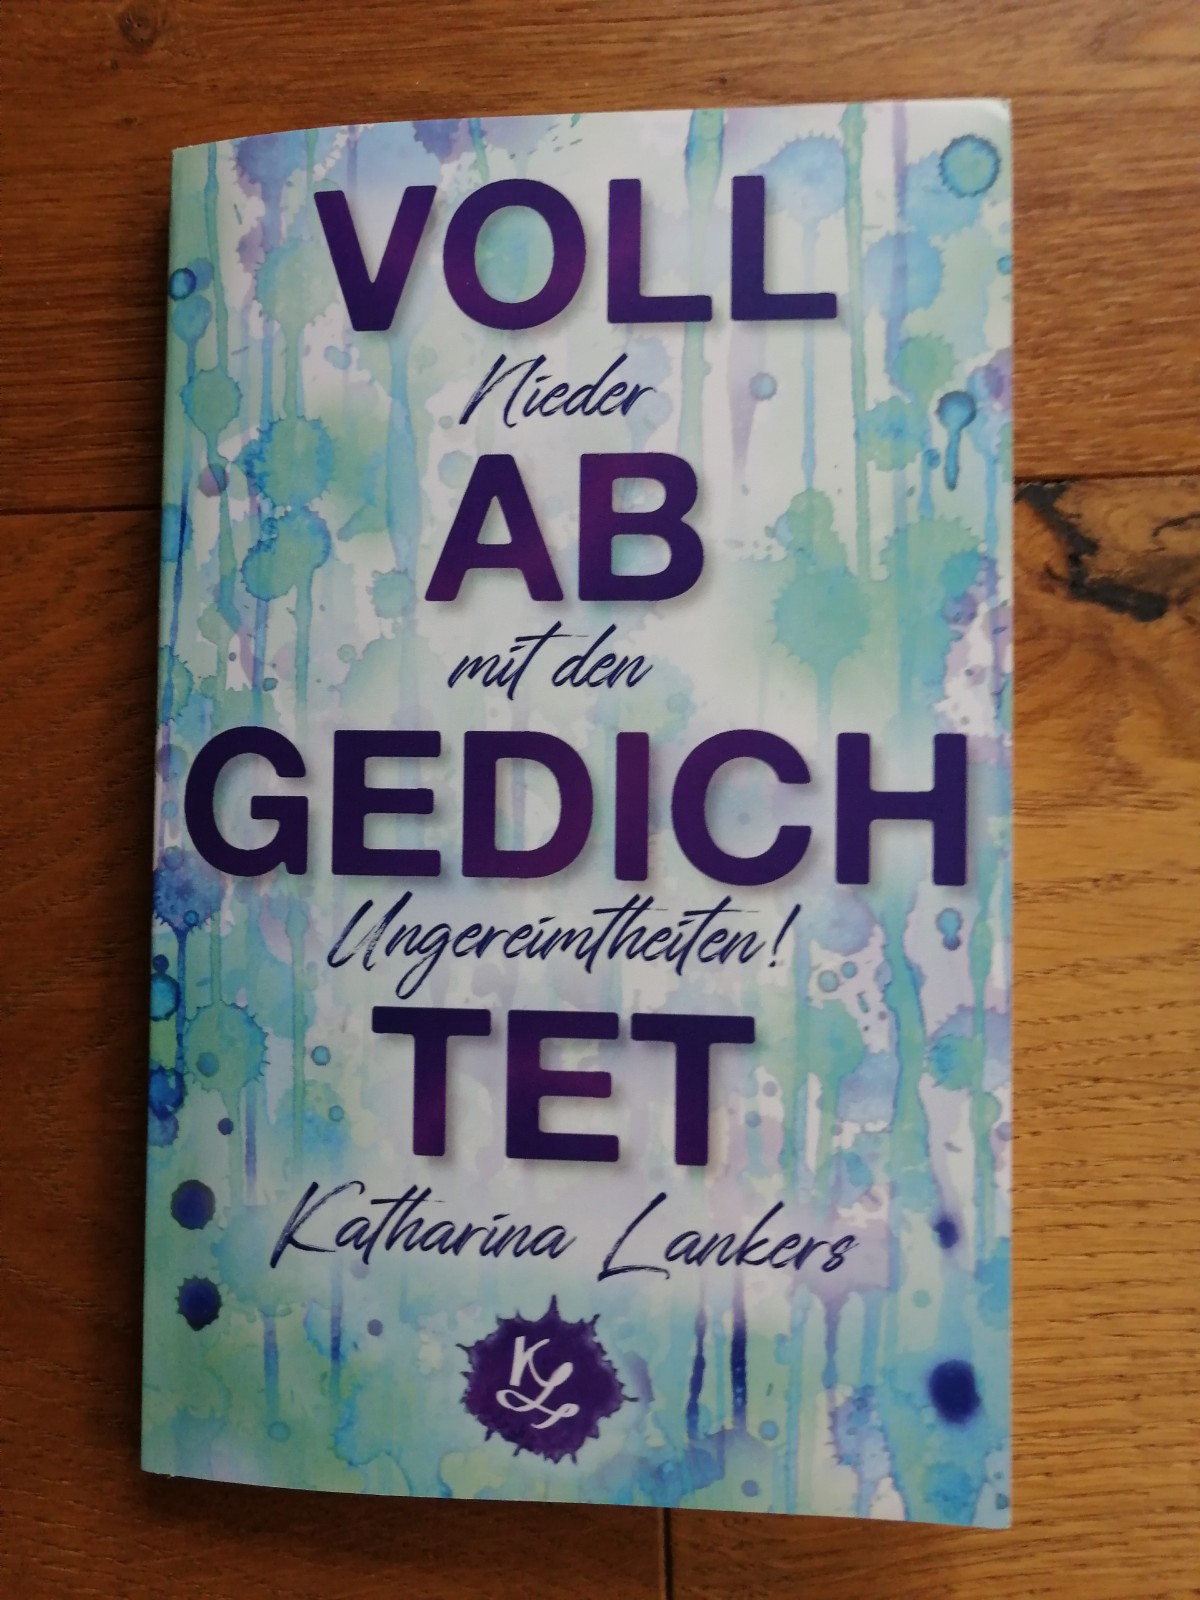 VOLL
Nieder
AB
mit den
GEDICH
Ungereimtheiten!
TET
Katharina Lankers
KL